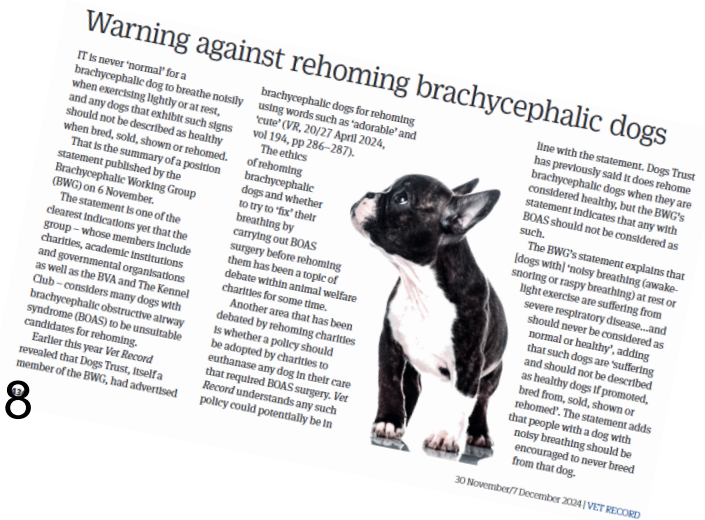 Warning against rehoming brachycephalic dogs
IT is never ‘normal’ for a
brachycephalic dog to breathe noisily
when exercising lightly or at rest,
and any dogs that exhibit such signs
should not be described as healthy
when bred, sold, shown or rehomed.
That is the summary of a position
statement published by the
Brachycephalic Working Group
(BWG) on 6 November.
The statement is one of the
clearest indications yet that the
group – whose members include
charities, academic institutions
and governmental organisations
as well as the BVA and The Kennel
Club – considers many dogs with
brachycephalic obstructive airway
syndrome (BOAS) to be unsuitable
candidates for rehoming.
Earlier this year Vet Record
revealed that Dogs Trust, itself a
member of the BWG, had advertised
brachycephalic dogs for rehoming
using words such as ‘adorable’ and
‘cute’ (VR, 20/27 April 2024,
vol 194, pp 286–287).
The ethics
of rehoming
brachycephalic
dogs and whether
to try to ‘fix’ their
breathing by
carrying out BOAS
surgery before rehoming
them has been a topic of
debate within animal welfare
charities for some time.
Another area that has been
debated by rehoming charities
is whether a policy should
be adopted by charities to
euthanase any dog in their care
that required BOAS surgery. Vet
Record understands any such
policy could potentially be in
line with the statement. Dogs Trust
has previously said it does rehome
brachycephalic dogs when they are
considered healthy, but the BWG’s
statement indicates that any with
BOAS should not be considered as
such.
The BWG’s statement explains that
[dogs with] ‘noisy breathing (awake-
snoring or raspy breathing) at rest or
light exercise are suffering from
severe respiratory disease...and
should never be considered as
normal or healthy’, adding
that such dogs are ‘suffering
and should not be described
as healthy dogs if promoted,
bred from, sold, shown or
rehomed’. The statement adds
that people with a dog with
noisy breathing should be
encouraged to never breed
from that dog.
30 November/7 December 2024 | VET RECORD
8